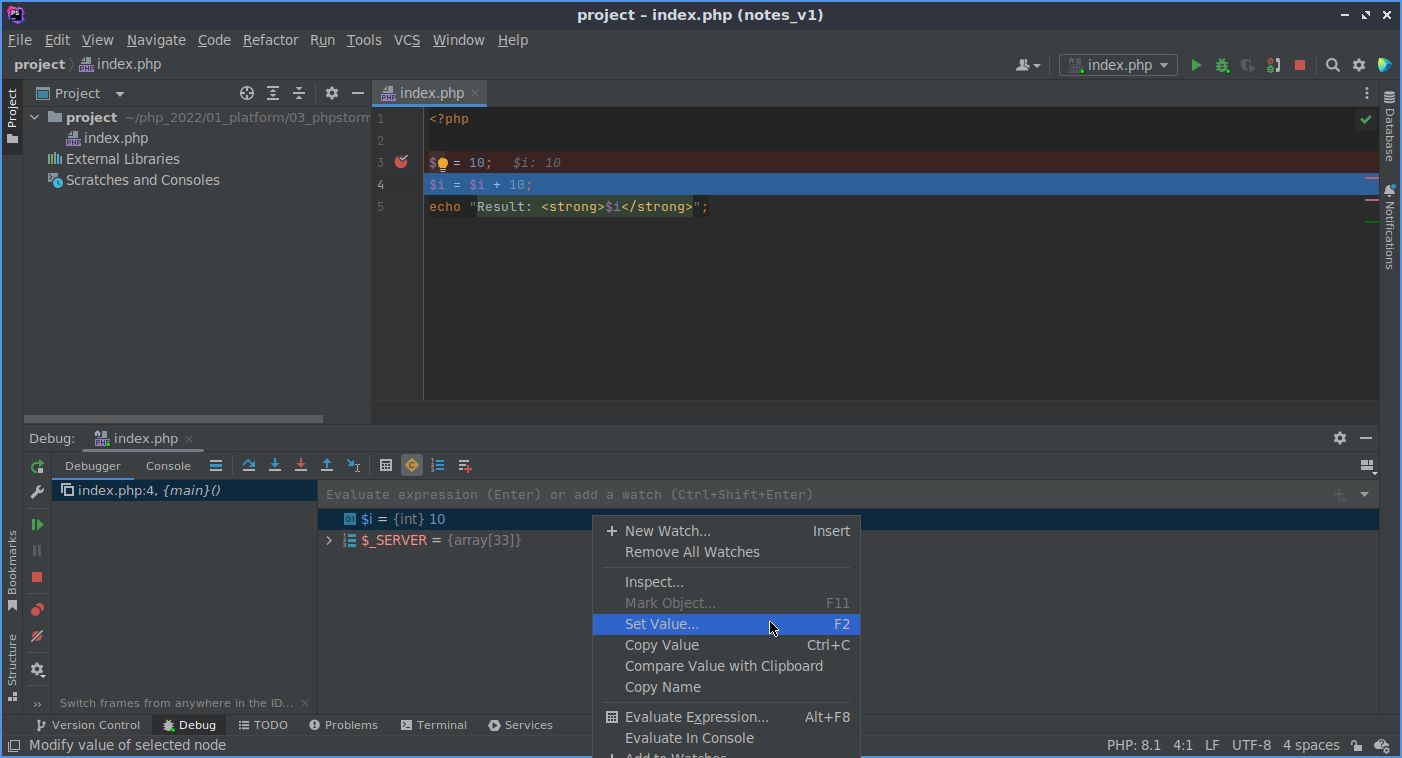 project – index.php (notes_v1)
File Edit View Navigate Code Refactor Run Tools VCS Window Help
project index.php
index.php
Project
Project
project ~/php_2022/01_platform/03_phpstorm
index.php
External Libraries
Scratches and Consoles
index.php
1 <?php
2
3 $ = 10; $i: 10
4 $i = $i + 10;
5 echo "Result: <strong>$i</strong>";
Database
Notifications
Debug: index.php
Debugger Console
index.php:4, {main}()
Evaluate expression (Enter) or add a watch (Ctrl+Shift+Enter)
$i = {int} 10
$_SERVER = {array[33]}
New Watch... Insert
Remove All Watches
Inspect...
Mark Object... F11
Set Value... F2
Copy Value Ctrl+C
Compare Value with Clipboard
Copy Name
Evaluate Expression... Alt+F8
Evaluate In Console
Add to Watches
Bookmarks
Structure
Switch frames from anywhere in the ID...
Version Control Debug TODO Problems Terminal Services
Modify value of selected node
PHP: 8.1 4:1 LF UTF-8 4 spaces